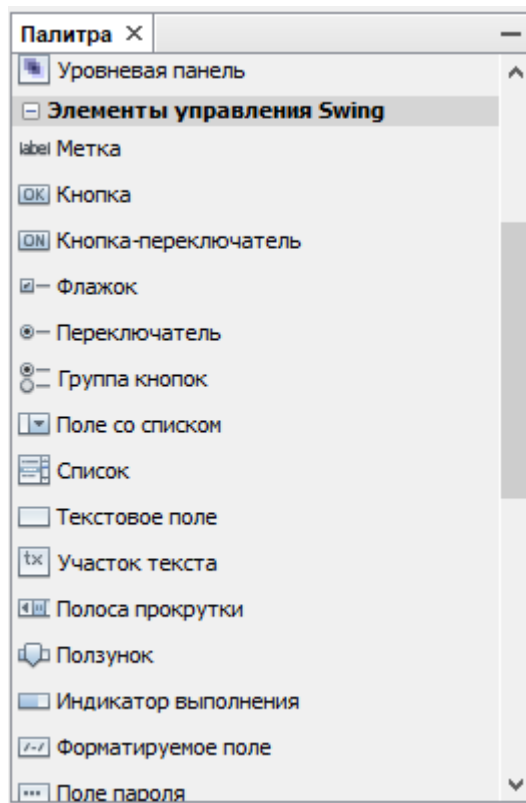 Палитра
Уровневая панель
Элементы управления Swing
label Метка
OK Кнопка
ON Кнопка-переключатель
Флажок
Переключатель
Группа кнопок
Поле со списком
Список
Текстовое поле
tx Участок текста
Полоса прокрутки
Ползунок
Индикатор выполнения
Форматируемое поле
Поле пароля